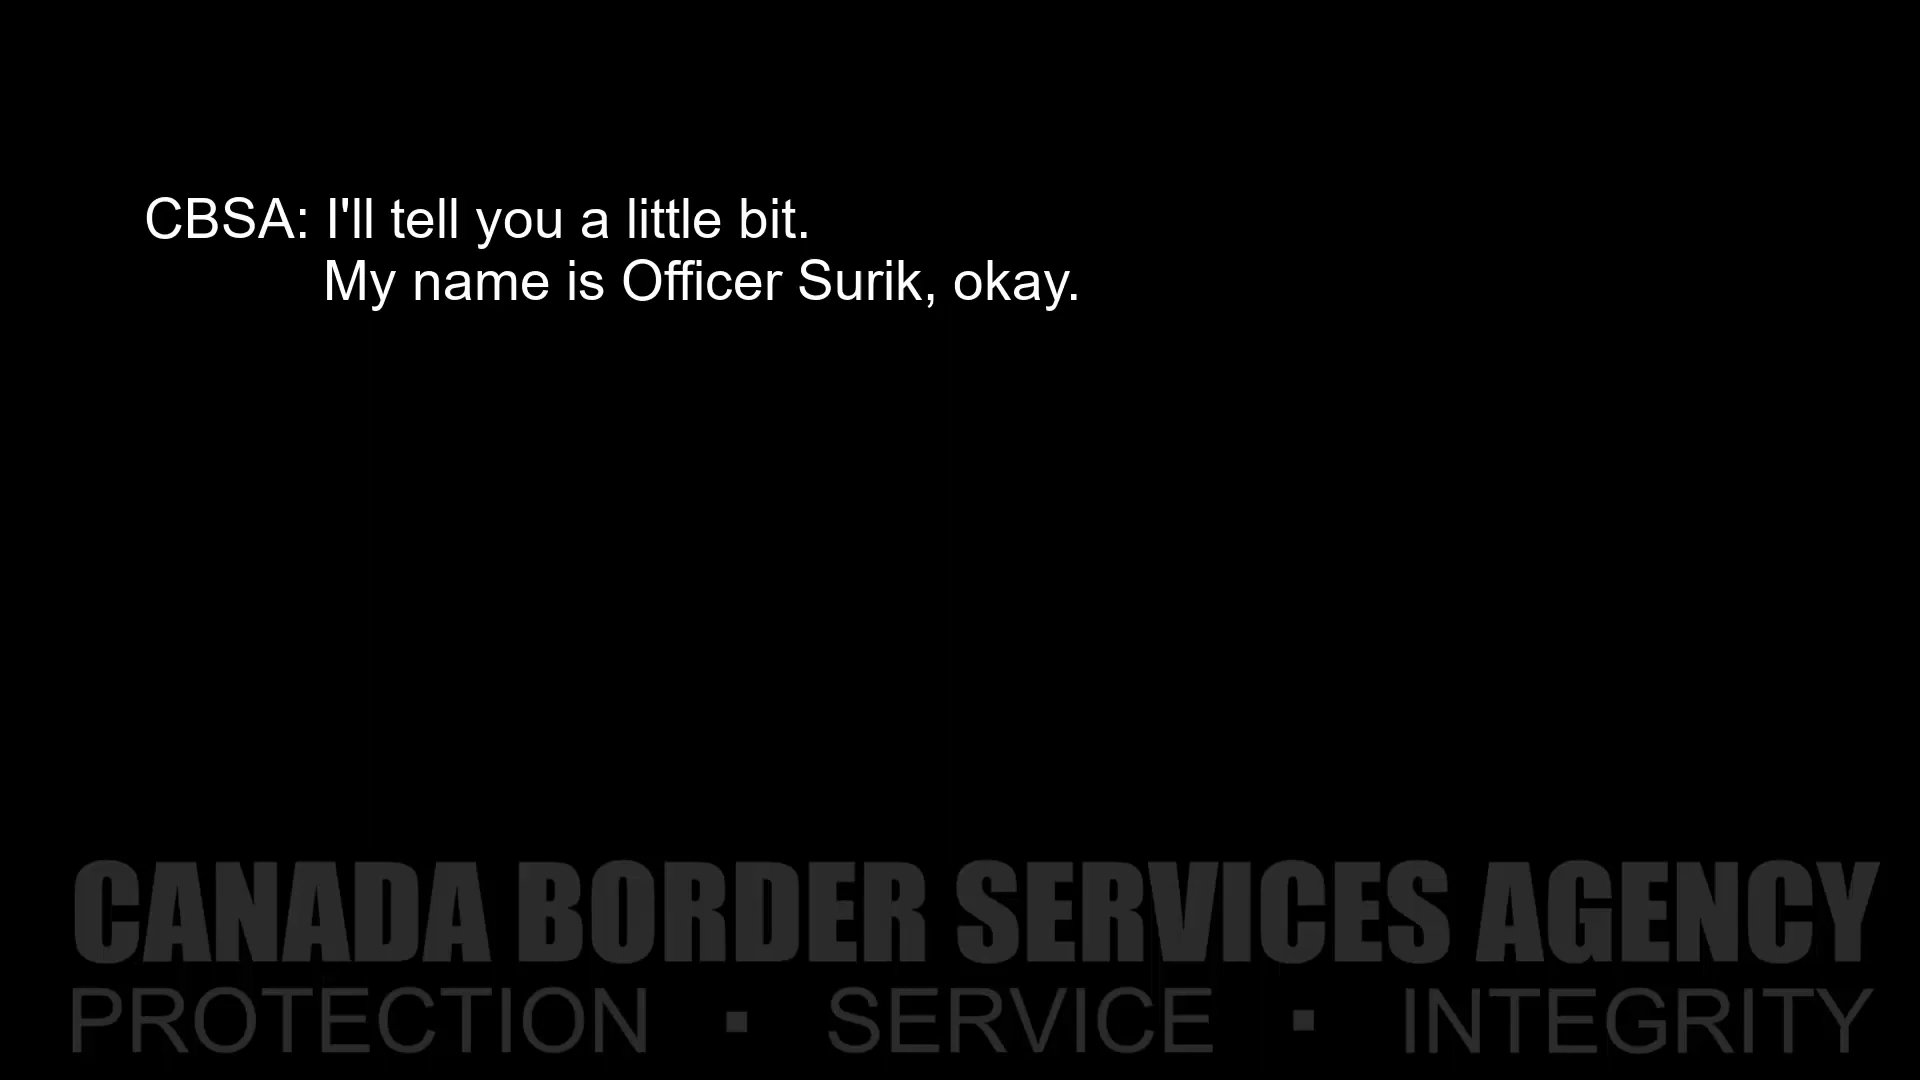 CBSA: I'll tell you a little bit.
My name is Officer Surik, okay.
CANADA BORDER SERVICES AGENCY
PROTECTION ▪ SERVICE ▪ INTEGRITY